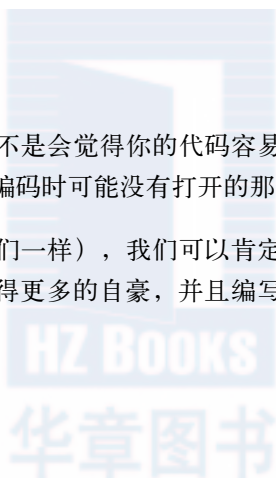 不是会觉得你的代码容易
编码时可能没有打开的那
们一样），我们可以肯定
得更多的自豪，并且编写
HZ BOOKS
华章图书